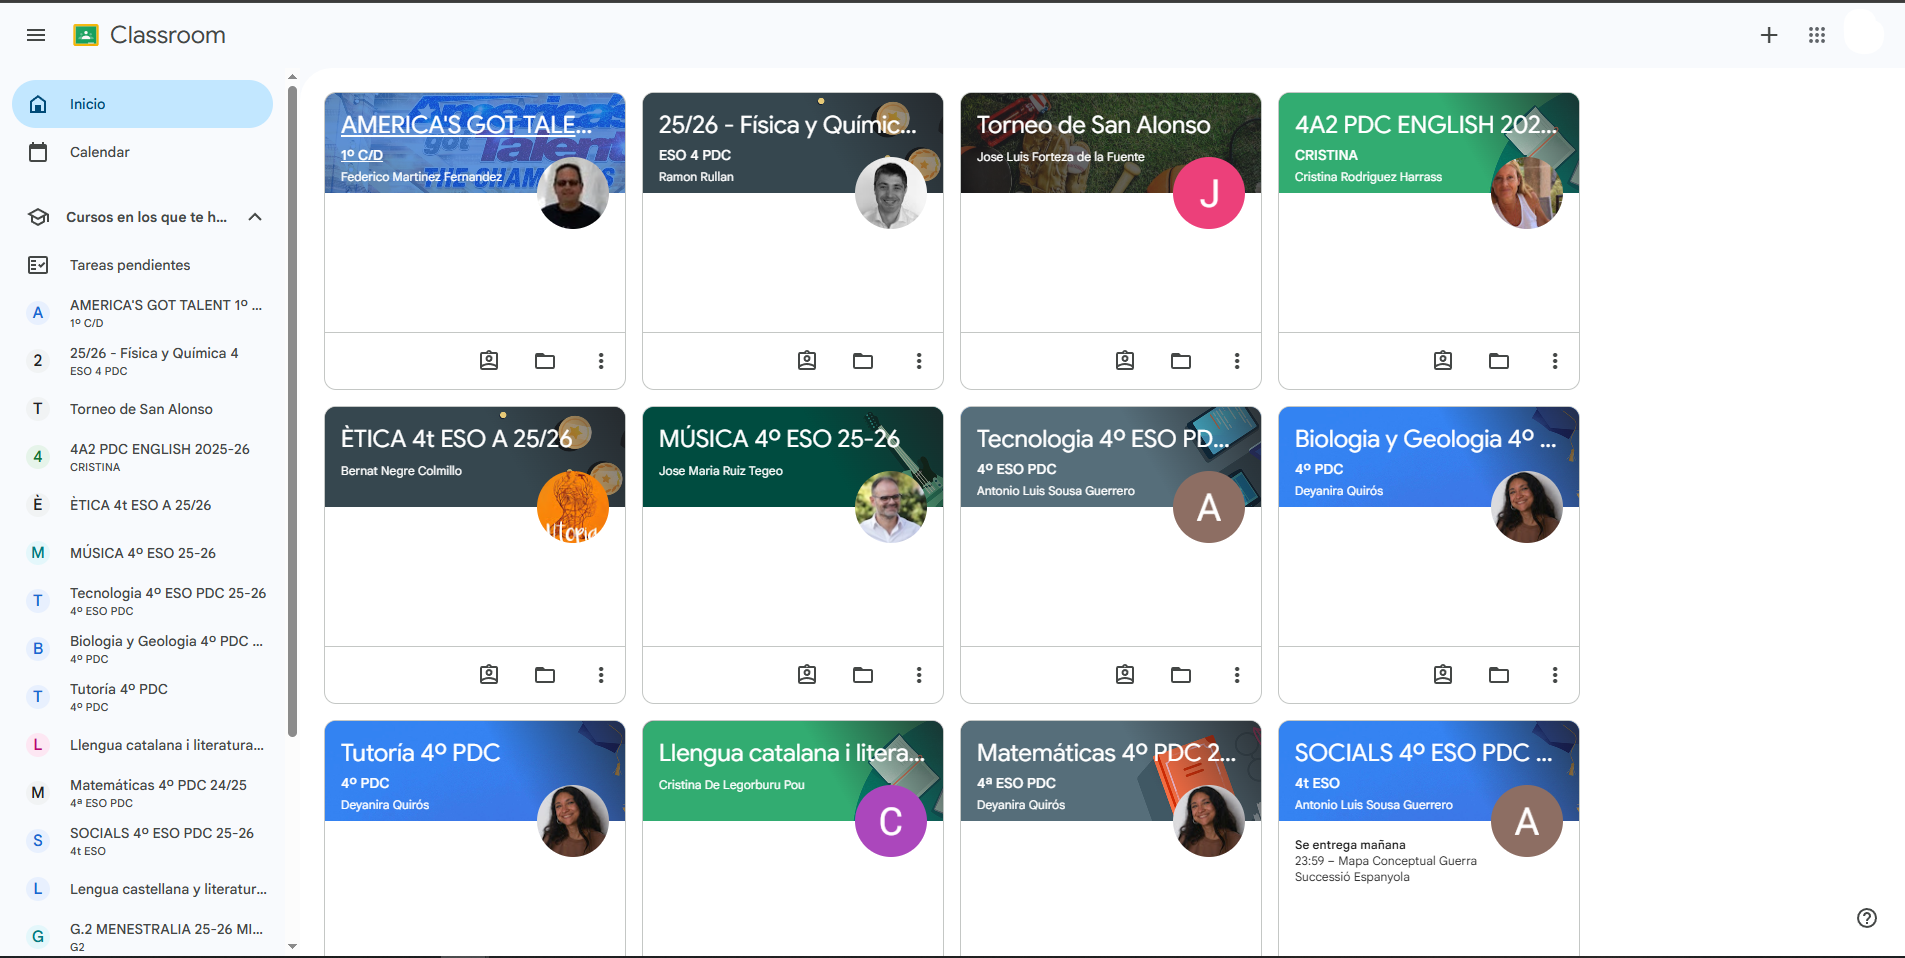 Classroom
Inicio
Calendar
Cursos en los que te h...
Tareas pendientes
A
AMERICA'S GOT TALENT 1º ...
1º C/D
2
25/26 - Física y Química 4
ESO 4 PDC
T
Torneo de San Alonso
4
4A2 PDC ENGLISH 2025-26
CRISTINA
È
ÈTICA 4t ESO A 25/26
M
MÚSICA 4º ESO 25-26
T
Tecnologia 4º ESO PDC 25-26
4º ESO PDC
B
Biologia y Geologia 4º PDC ...
4º PDC
T
Tutoría 4º PDC
4º PDC
L
Llengua catalana i literatura...
M
Matemáticas 4º PDC 24/25
4ª ESO PDC
S
SOCIALS 4º ESO PDC 25-26
4t ESO
L
Lengua castellana y literatur...
G
G.2 MENESTRALIA 25-26 MI...
G2
AMERICA'S GOT TALE...
1º C/D
Federico Martinez Fernandez
America's
got Talent
THE CHAMPIONS
25/26 - Física y Químic...
ESO 4 PDC
Ramon Rullan
Torneo de San Alonso
Jose Luis Forteza de la Fuente
J
4A2 PDC ENGLISH 202...
CRISTINA
Cristina Rodriguez Harrass
ÈTICA 4t ESO A 25/26
Bernat Negre Colmillo
Utopia
MÚSICA 4º ESO 25-26
Jose Maria Ruiz Tegeo
Tecnologia 4º ESO PD...
4º ESO PDC
Antonio Luis Sousa Guerrero
A
Biologia y Geologia 4º ...
4º PDC
Deyanira Quirós
Tutoría 4º PDC
4º PDC
Deyanira Quirós
Llengua catalana i litera...
Cristina De Legorburu Pou
C
Matemáticas 4º PDC 2...
4ª ESO PDC
Deyanira Quirós
SOCIALS 4º ESO PDC ...
4t ESO
Antonio Luis Sousa Guerrero
A
Se entrega mañana
23:59 – Mapa Conceptual Guerra
Successió Espanyola